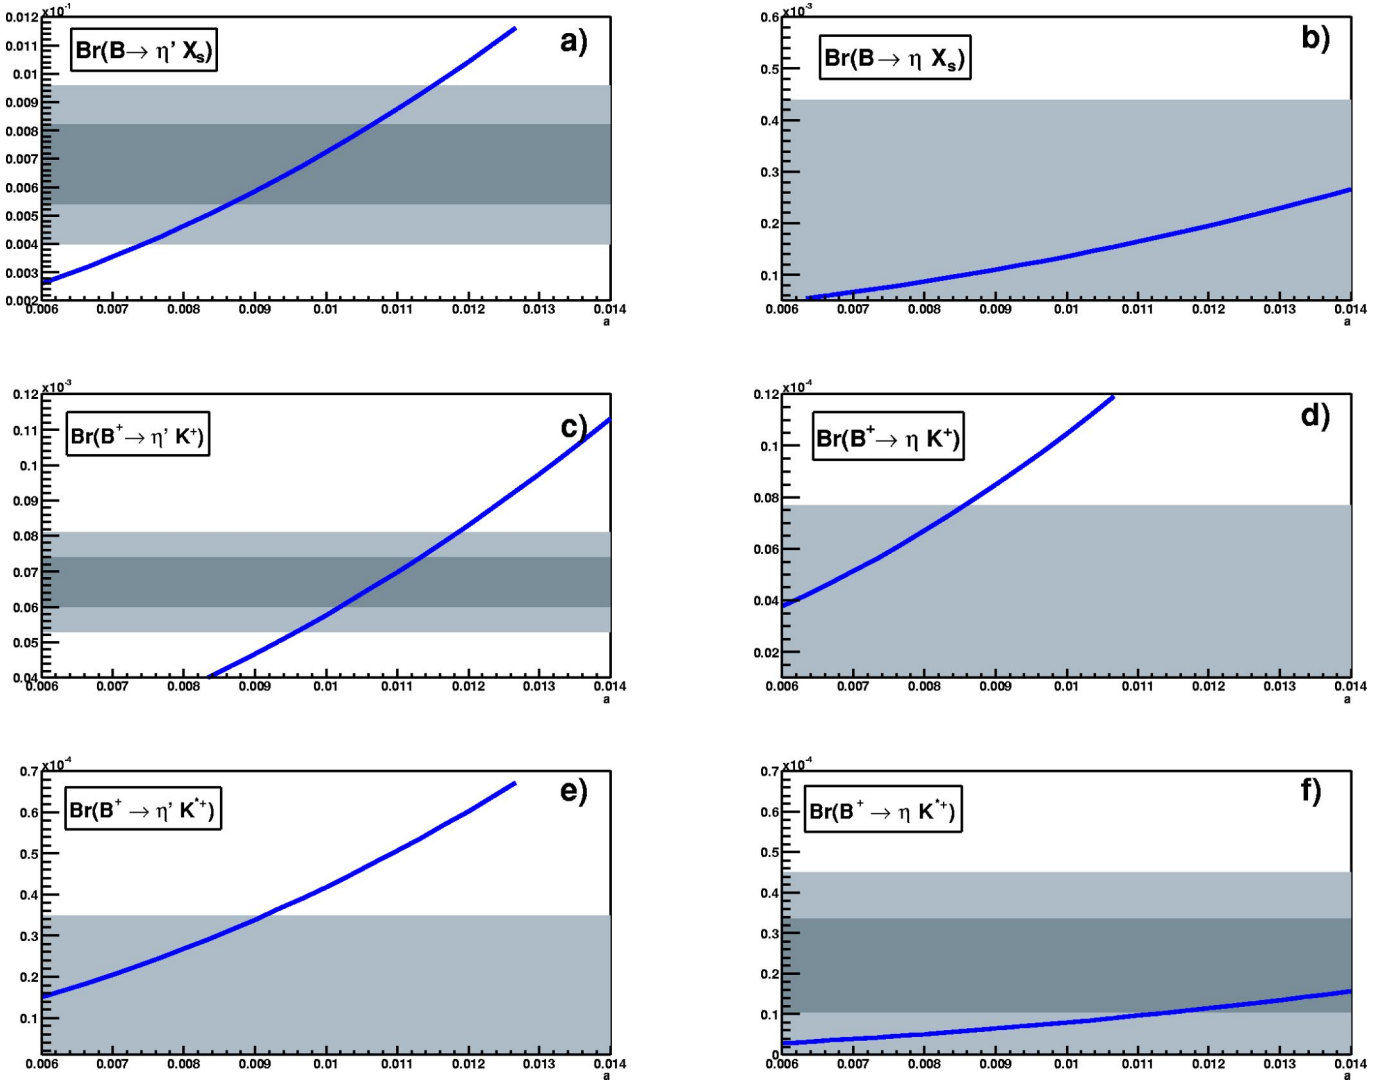 x10⁻¹
0.012
0.011
0.01
0.009
0.008
0.007
0.006
0.005
0.004
0.003
0.002
Br(B→ η’ Xₛ)
a)
0.006 0.007 0.008 0.009 0.01 0.011 0.012 0.013 0.014
a
x10⁻³
0.6
0.5
0.4
0.3
0.2
0.1
Br(B→ η Xₛ)
b)
0.006 0.007 0.008 0.009 0.01 0.011 0.012 0.013 0.014
a
x10⁻³
0.12
0.11
0.1
0.09
0.08
0.07
0.06
0.05
0.04
Br(B⁺→ η’ K⁺)
c)
0.006 0.007 0.008 0.009 0.01 0.011 0.012 0.013 0.014
a
x10⁻⁴
0.12
0.1
0.08
0.06
0.04
0.02
Br(B⁺→ η K⁺)
d)
0.006 0.007 0.008 0.009 0.01 0.011 0.012 0.013 0.014
a
x10⁻⁴
0.7
0.6
0.5
0.4
0.3
0.2
0.1
Br(B⁺ → η’ K*⁺)
e)
0.006 0.007 0.008 0.009 0.01 0.011 0.012 0.013 0.014
a
x10⁻⁴
0.7
0.6
0.5
0.4
0.3
0.2
0.1
0
Br(B⁺ → η K*⁺)
f)
0.006 0.007 0.008 0.009 0.01 0.011 0.012 0.013 0.014
a